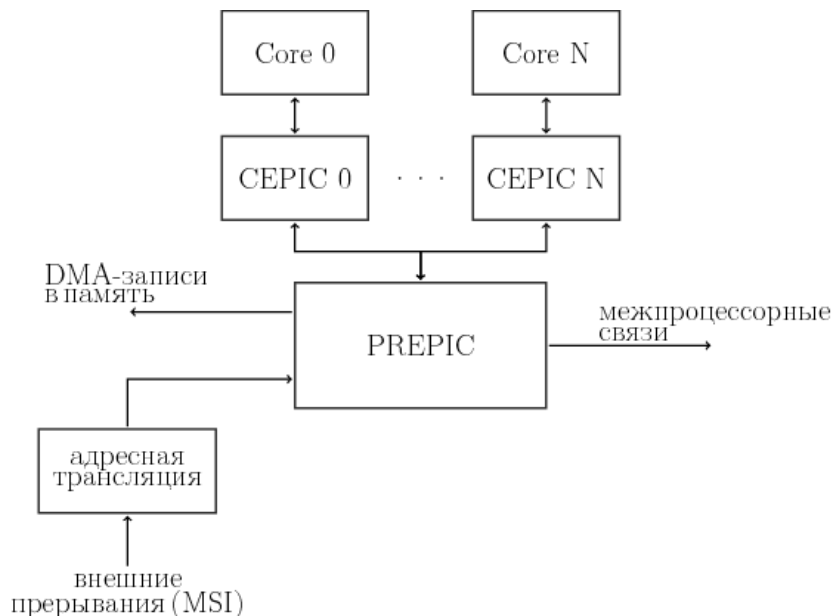 Core 0
Core N
CEPIC 0
· · ·
CEPIC N
DMA-записи
в память
PREPIC
межпроцессорные
связи
адресная
трансляция
внешние
прерывания (MSI)